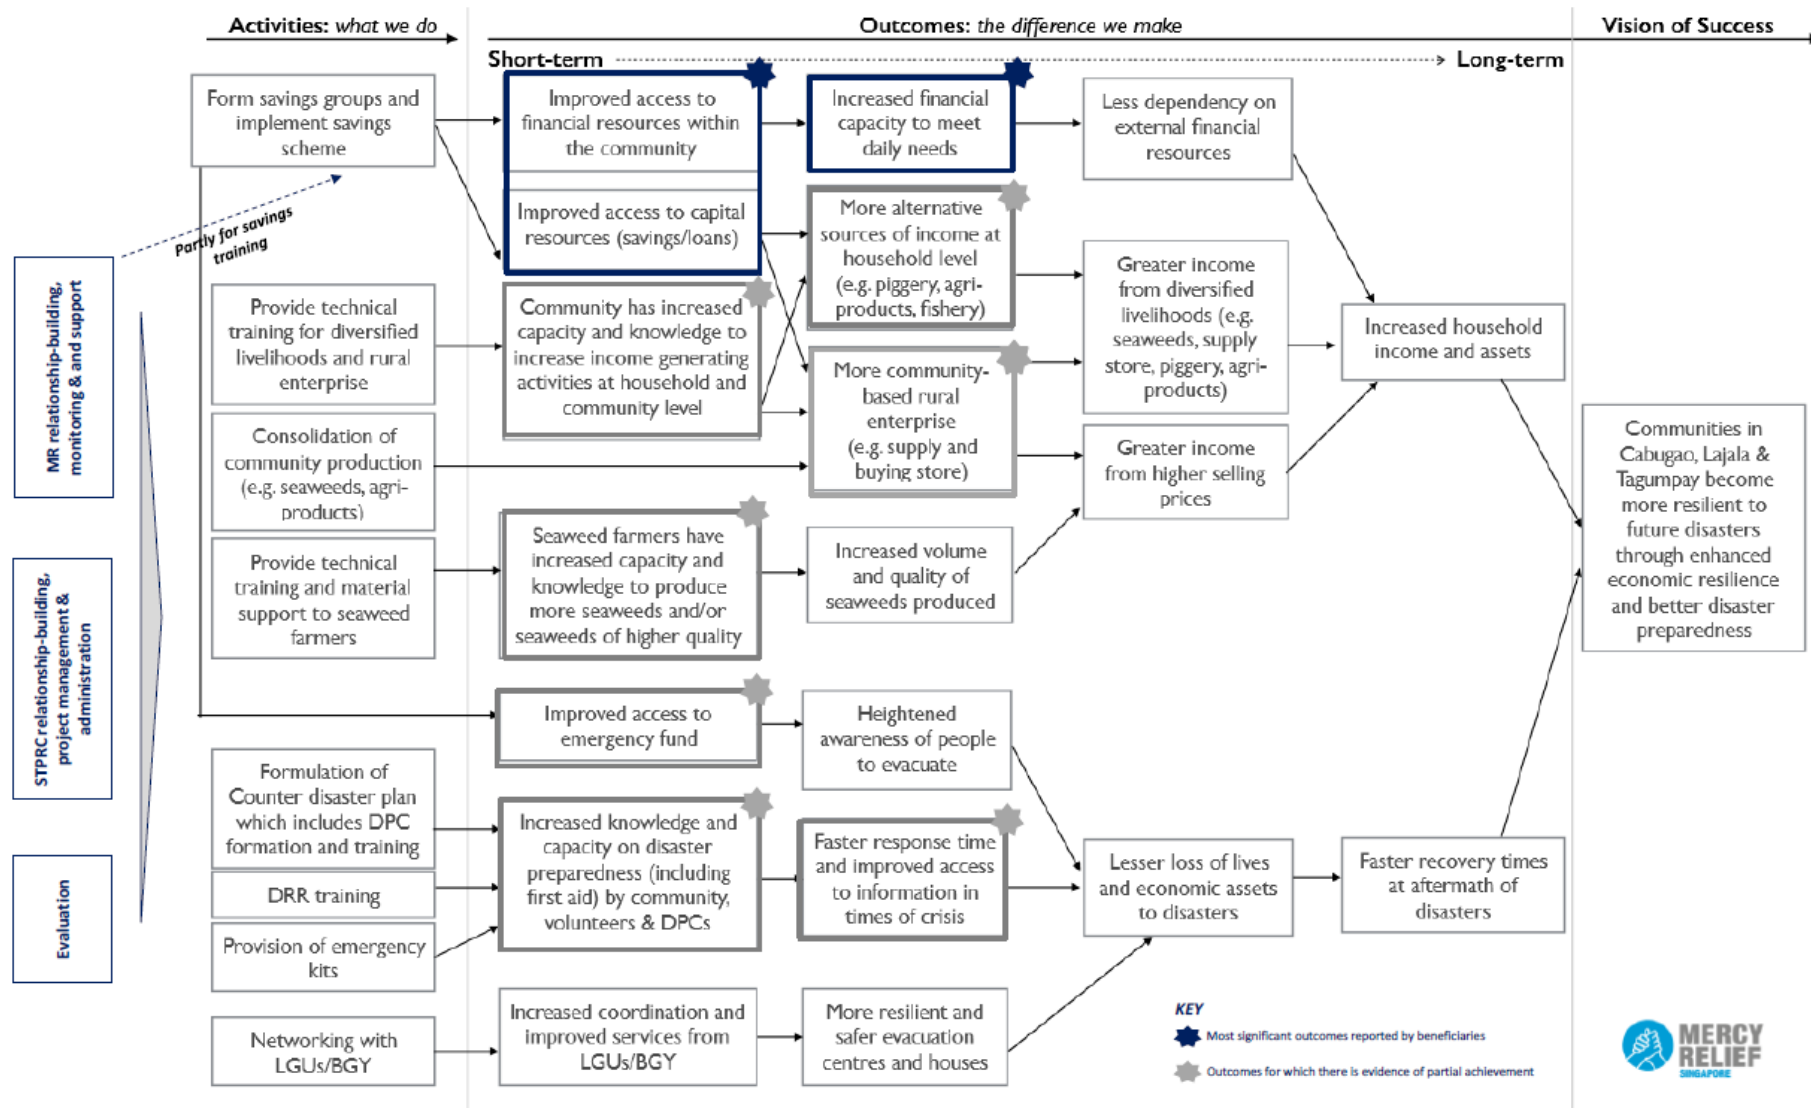 Activities: what we do
Outcomes: the difference we make
Vision of Success
Short-term
Long-term
Form savings groups and
implement savings
scheme
Improved access to
financial resources within
the community
Increased financial
capacity to meet
daily needs
Less dependency on
external financial
resources
Partly for savings
training
Improved access to capital
resources (savings/loans)
More alternative
sources of income at
household level
(e.g. piggery, agri-
products, fishery)
MR relationship-building,
monitoring & and support
Provide technical
training for diversified
livelihoods and rural
enterprise
Community has increased
capacity and knowledge to
increase income generating
activities at household and
community level
Greater income
from diversified
livelihoods (e.g.
seaweeds, supply
store, piggery, agri-
products)
Increased household
income and assets
More community-
based rural
enterprise
(e.g. supply and
buying store)
Consolidation of
community production
(e.g. seaweeds, agri-
products)
Greater income
from higher selling
prices
Communities in
Cabugao, Lajala &
Tagumpay become
more resilient to
future disasters
through enhanced
economic resilience
and better disaster
preparedness
STPRC relationship-building,
project management &
administration
Provide technical
training and material
support to seaweed
farmers
Seaweed farmers have
increased capacity and
knowledge to produce
more seaweeds and/or
seaweeds of higher quality
Increased volume
and quality of
seaweeds produced
Improved access to
emergency fund
Heightened
awareness of people
to evacuate
Formulation of
Counter disaster plan
which includes DPC
formation and training
DRR training
Provision of emergency
kits
Increased knowledge and
capacity on disaster
preparedness (including
first aid) by community,
volunteers & DPCs
Faster response time
and improved access
to information in
times of crisis
Lesser loss of lives
and economic assets
to disasters
Faster recovery times
at aftermath of
disasters
Evaluation
Networking with
LGUs/BGY
Increased coordination and
improved services from
LGUs/BGY
More resilient and
safer evacuation
centres and houses
KEY
Most significant outcomes reported by beneficiaries
Outcomes for which there is evidence of partial achievement
MERCY
RELIEF
SINGAPORE